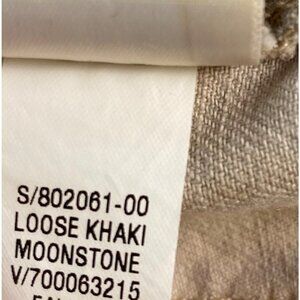 S/802061-00
LOOSE KHAKI
MOONSTONE
V/700063215